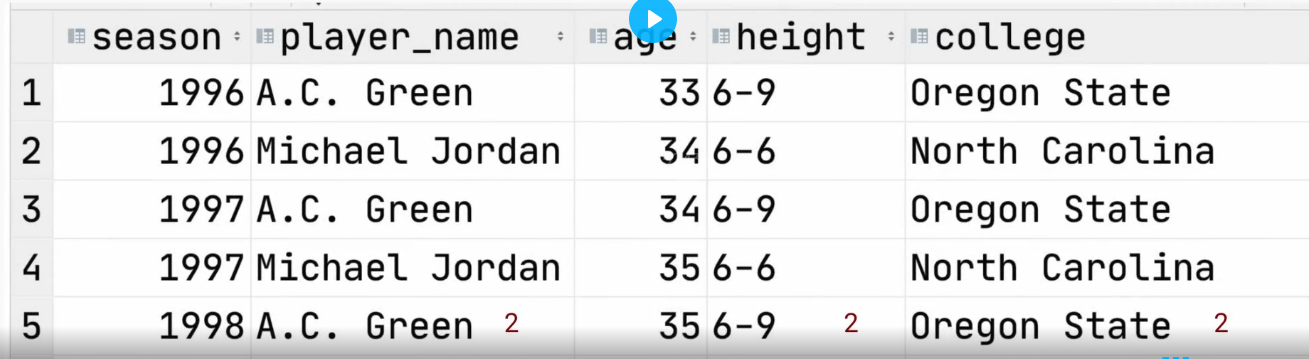 season player_name age height college
1 1996 A.C. Green 33 6-9 Oregon State
2 1996 Michael Jordan 34 6-6 North Carolina
3 1997 A.C. Green 34 6-9 Oregon State
4 1997 Michael Jordan 35 6-6 North Carolina
5 1998 A.C. Green 2 35 6-9 2 Oregon State 2